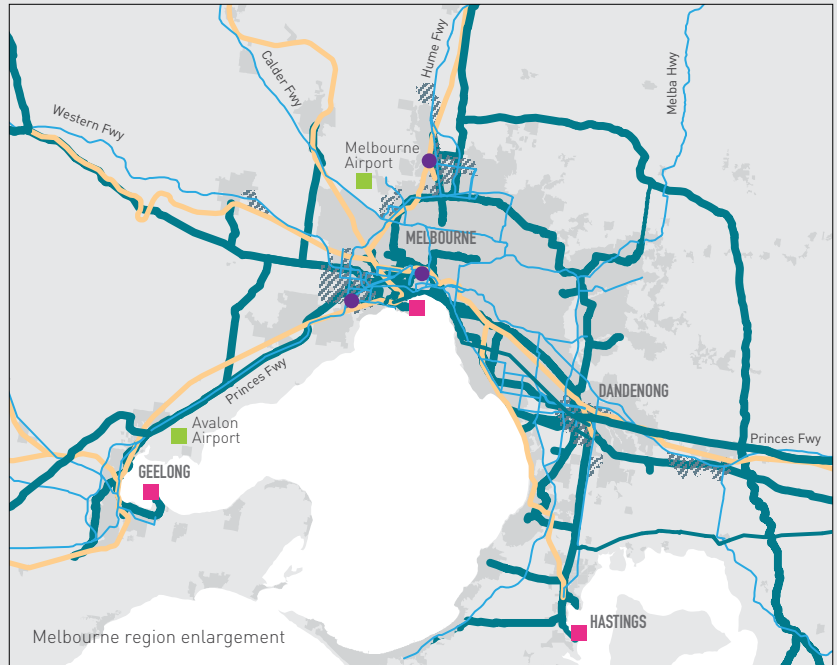 Hume Fwy
Calder Fwy
Melba Hwy
Western Fwy
Melbourne
Airport
MELBOURNE
Princes Fwy
DANDENONG
Avalon
Airport
Princes Fwy
GEELONG
HASTINGS
Melbourne region enlargement